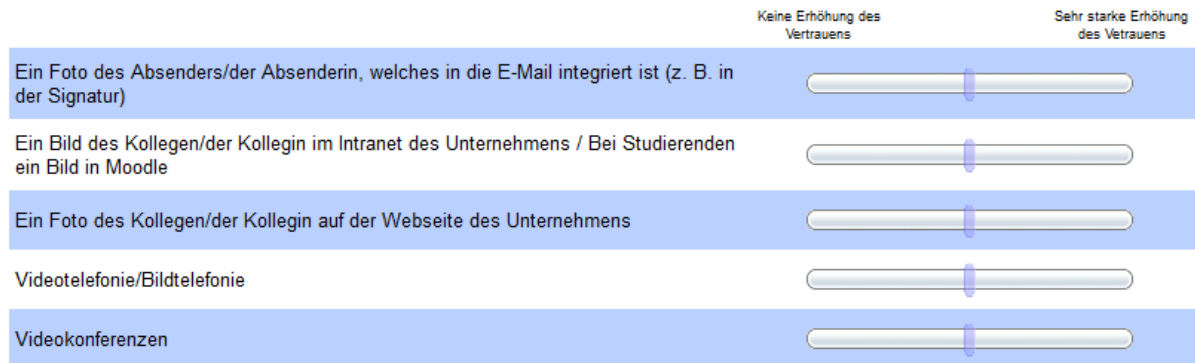 Keine Erhöhung des
Vertrauens
Sehr starke Erhöhung
des Vetrauens
Ein Foto des Absenders/der Absenderin, welches in die E-Mail integriert ist (z. B. in
der Signatur)
Ein Bild des Kollegen/der Kollegin im Intranet des Unternehmens / Bei Studierenden
ein Bild in Moodle
Ein Foto des Kollegen/der Kollegin auf der Webseite des Unternehmens
Videotelefonie/Bildtelefonie
Videokonferenzen